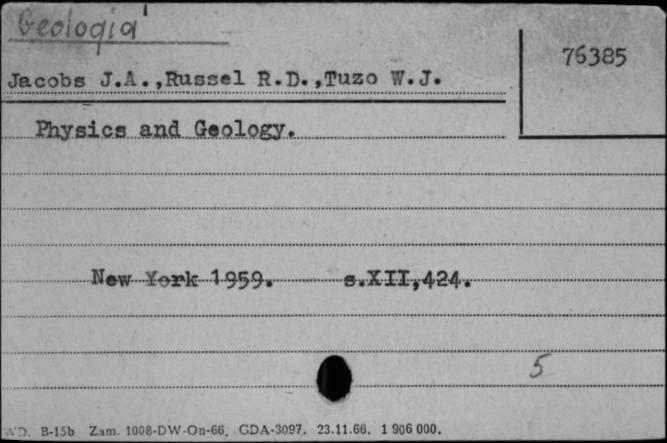 Geologia
76385
Jacobs J.A.,Russel R.D.,Tuzo W.J.
Physics and Geology.
New York 1959. s.XII,424.
5
WD. B-15b Zam. 1008-DW-On-66. GDA-3097. 23.11.66. 1 906 000.